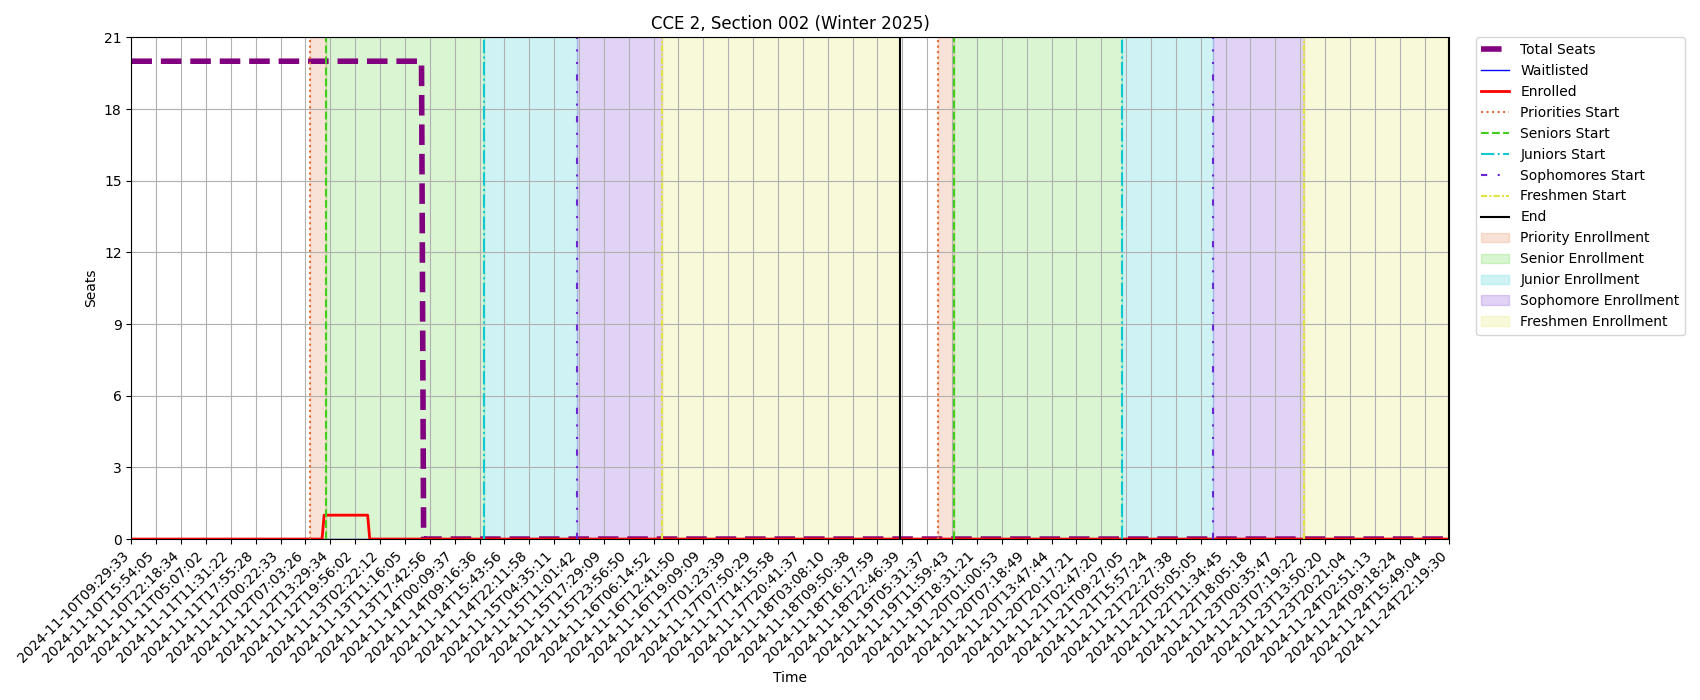 CCE 2, Section 002 (Winter 2025)
21
18
15
12
9
6
3
0
Seats
2024-11-10T09:29:33
2024-11-10T15:54:05
2024-11-10T22:18:34
2024-11-11T05:07:02
2024-11-11T11:31:22
2024-11-11T17:55:28
2024-11-12T00:22:33
2024-11-12T07:03:26
2024-11-12T13:29:34
2024-11-12T19:56:02
2024-11-13T02:22:12
2024-11-13T11:16:05
2024-11-13T17:42:56
2024-11-14T00:09:37
2024-11-14T09:16:36
2024-11-14T15:43:56
2024-11-14T22:11:58
2024-11-15T04:35:11
2024-11-15T11:01:42
2024-11-15T17:29:09
2024-11-15T23:56:50
2024-11-16T06:14:52
2024-11-16T12:41:50
2024-11-16T19:09:09
2024-11-17T01:23:39
2024-11-17T07:50:29
2024-11-17T14:15:58
2024-11-17T20:41:37
2024-11-18T03:08:10
2024-11-18T09:50:38
2024-11-18T16:17:59
2024-11-18T22:46:39
2024-11-19T05:31:37
2024-11-19T11:59:43
2024-11-19T18:31:21
2024-11-20T01:00:53
2024-11-20T07:18:49
2024-11-20T13:47:44
2024-11-20T20:17:21
2024-11-21T02:47:20
2024-11-21T09:27:05
2024-11-21T15:57:24
2024-11-21T22:27:38
2024-11-22T05:05:05
2024-11-22T11:34:45
2024-11-22T18:05:18
2024-11-23T00:35:47
2024-11-23T07:19:22
2024-11-23T13:50:20
2024-11-23T20:21:04
2024-11-24T02:51:13
2024-11-24T09:18:24
2024-11-24T15:49:04
2024-11-24T22:19:30
Time
Total Seats
Waitlisted
Enrolled
Priorities Start
Seniors Start
Juniors Start
Sophomores Start
Freshmen Start
End
Priority Enrollment
Senior Enrollment
Junior Enrollment
Sophomore Enrollment
Freshmen Enrollment